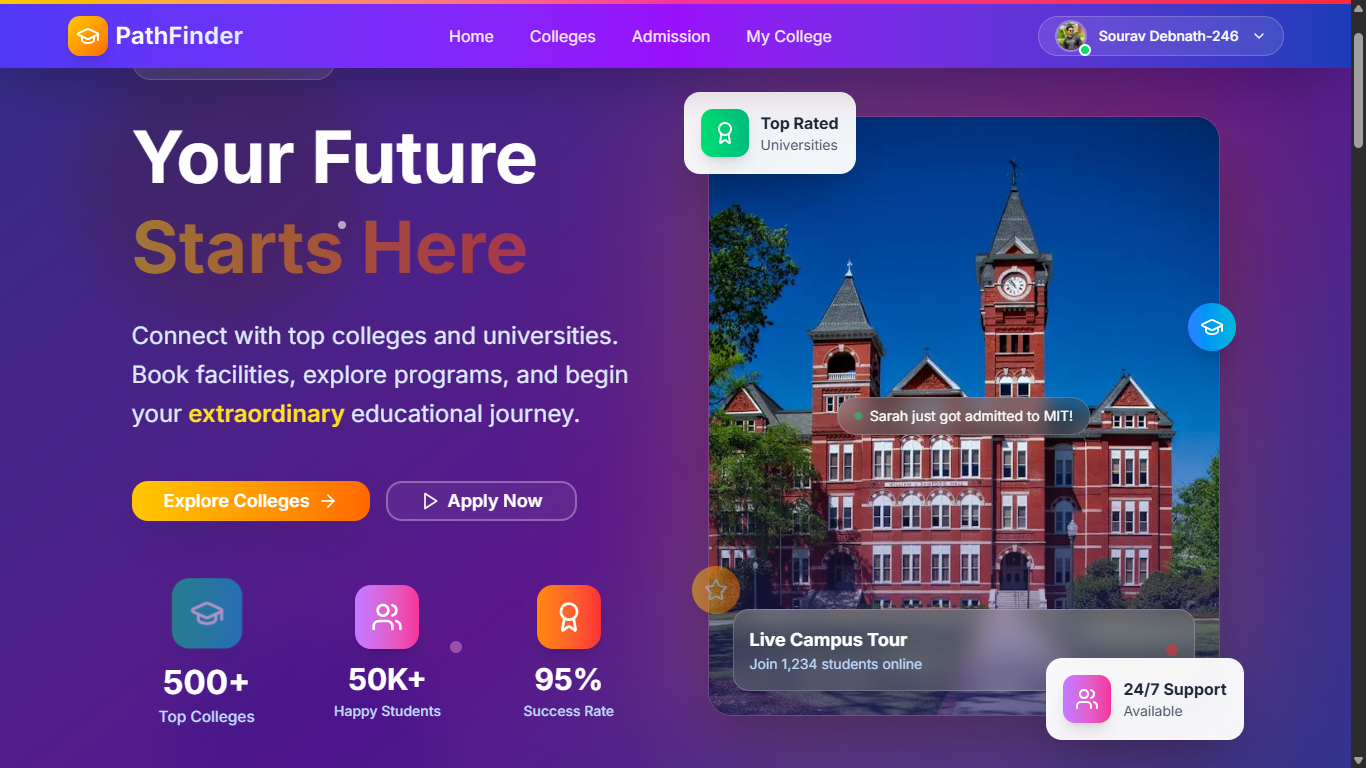 PathFinder
Home
Colleges
Admission
My College
Sourav Debnath-246
Your Future
Starts Here
Connect with top colleges and universities.
Book facilities, explore programs, and begin
your extraordinary educational journey.
Explore Colleges
Apply Now
500+
Top Colleges
50K+
Happy Students
95%
Success Rate
Top Rated
Universities
Sarah just got admitted to MIT!
Live Campus Tour
Join 1,234 students online
24/7 Support
Available